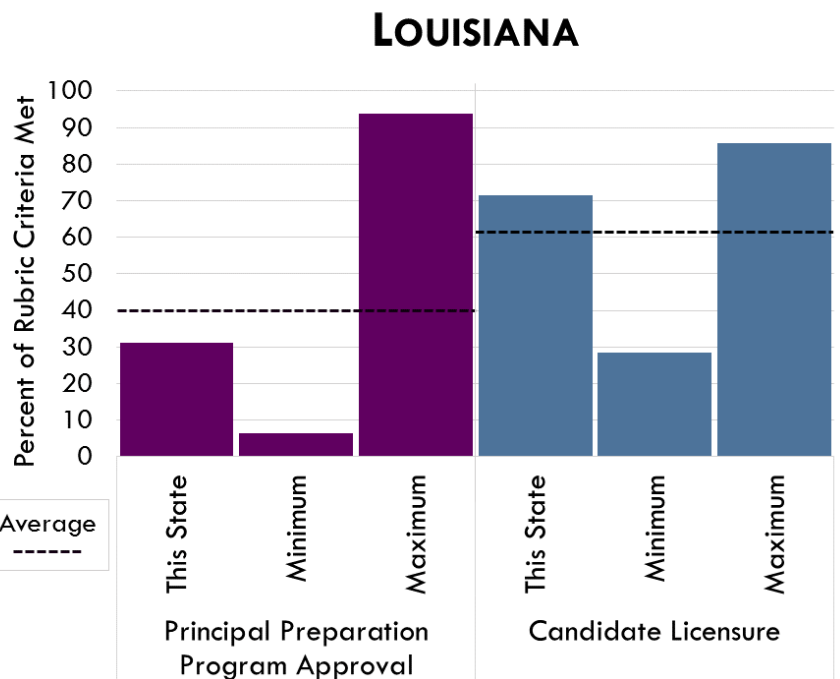 LOUISIANA
Percent of Rubric Criteria Met
100
90
80
70
60
50
40
30
20
10
0
Average
This State
Minimum
Maximum
This State
Minimum
Maximum
Principal Preparation
Program Approval
Candidate Licensure